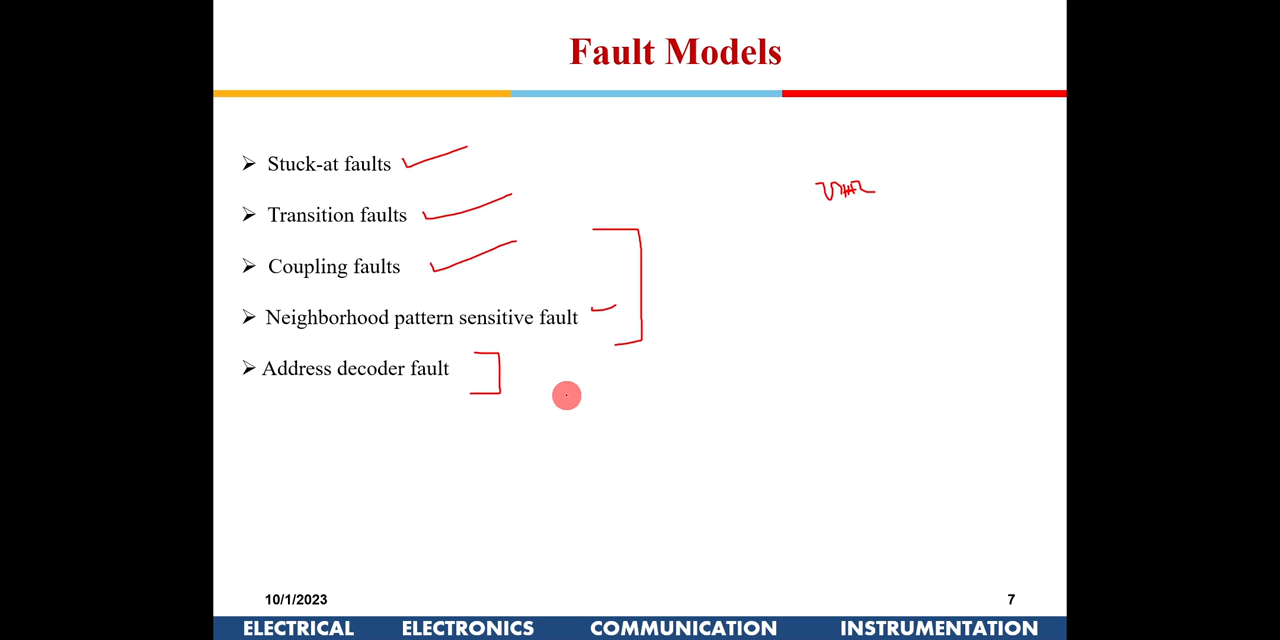 Fault Models
➢ Stuck-at faults
➢ Transition faults
➢ Coupling faults
➢ Neighborhood pattern sensitive fault
➢ Address decoder fault
10/1/2023 7
ELECTRICAL ELECTRONICS COMMUNICATION INSTRUMENTATION